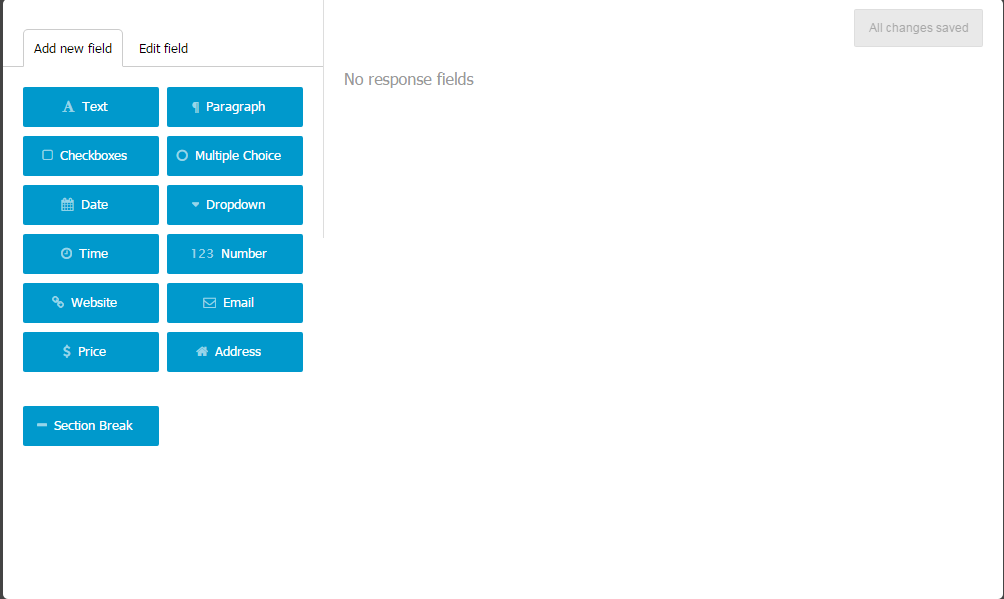 All changes saved
Add new field
Edit field
No response fields
Text
¶ Paragraph
Checkboxes
Multiple Choice
Date
Dropdown
Time
123 Number
Website
Email
$ Price
Address
Section Break